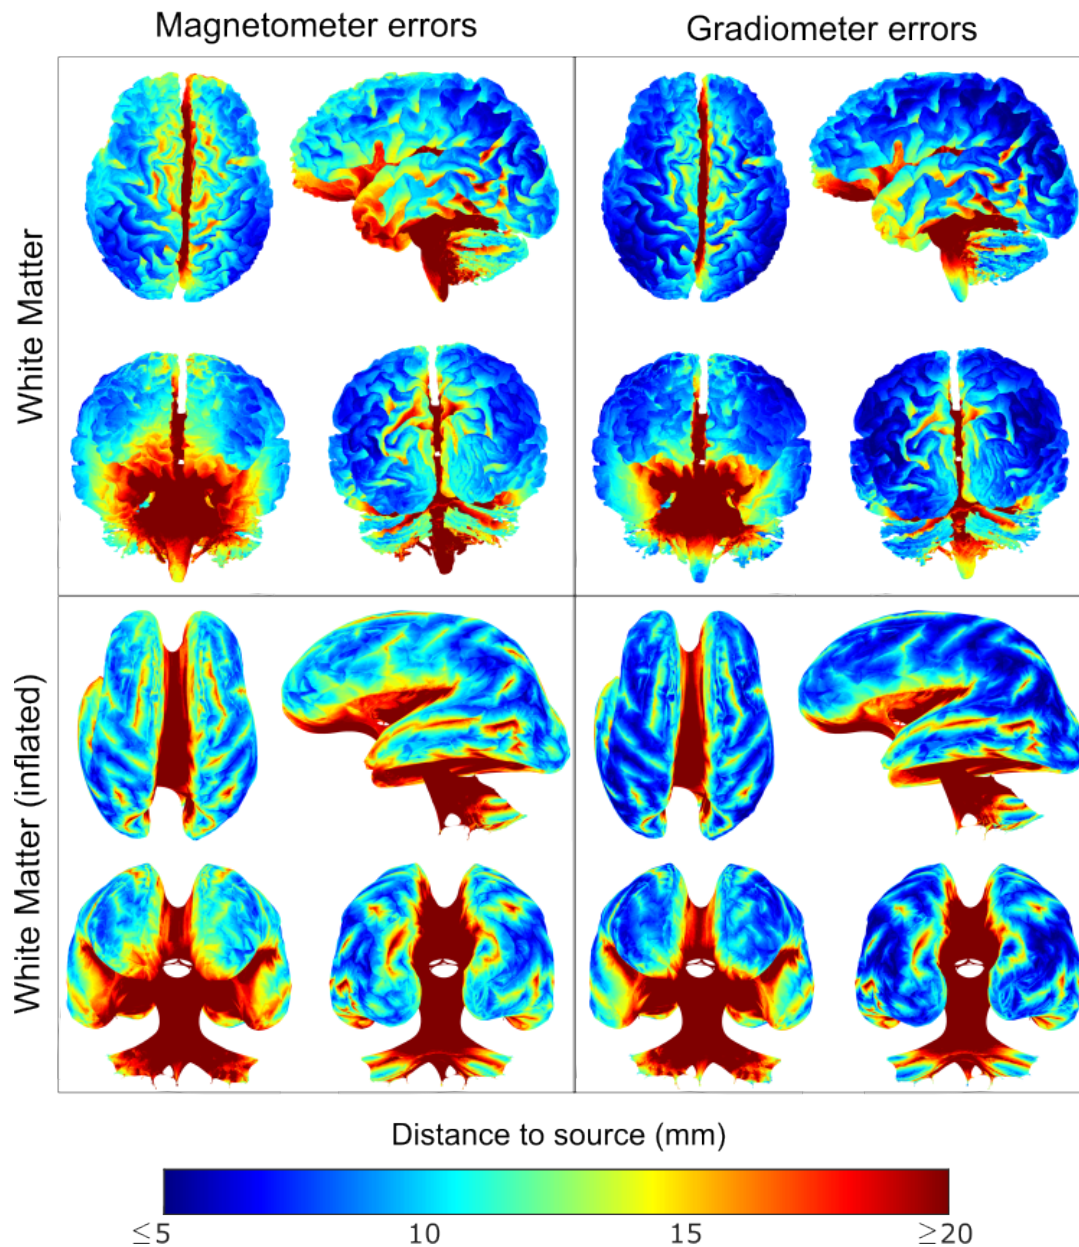 Magnetometer errors
Gradiometer errors
White Matter
White Matter (inflated)
Distance to source (mm)
≤5 10 15 ≥20